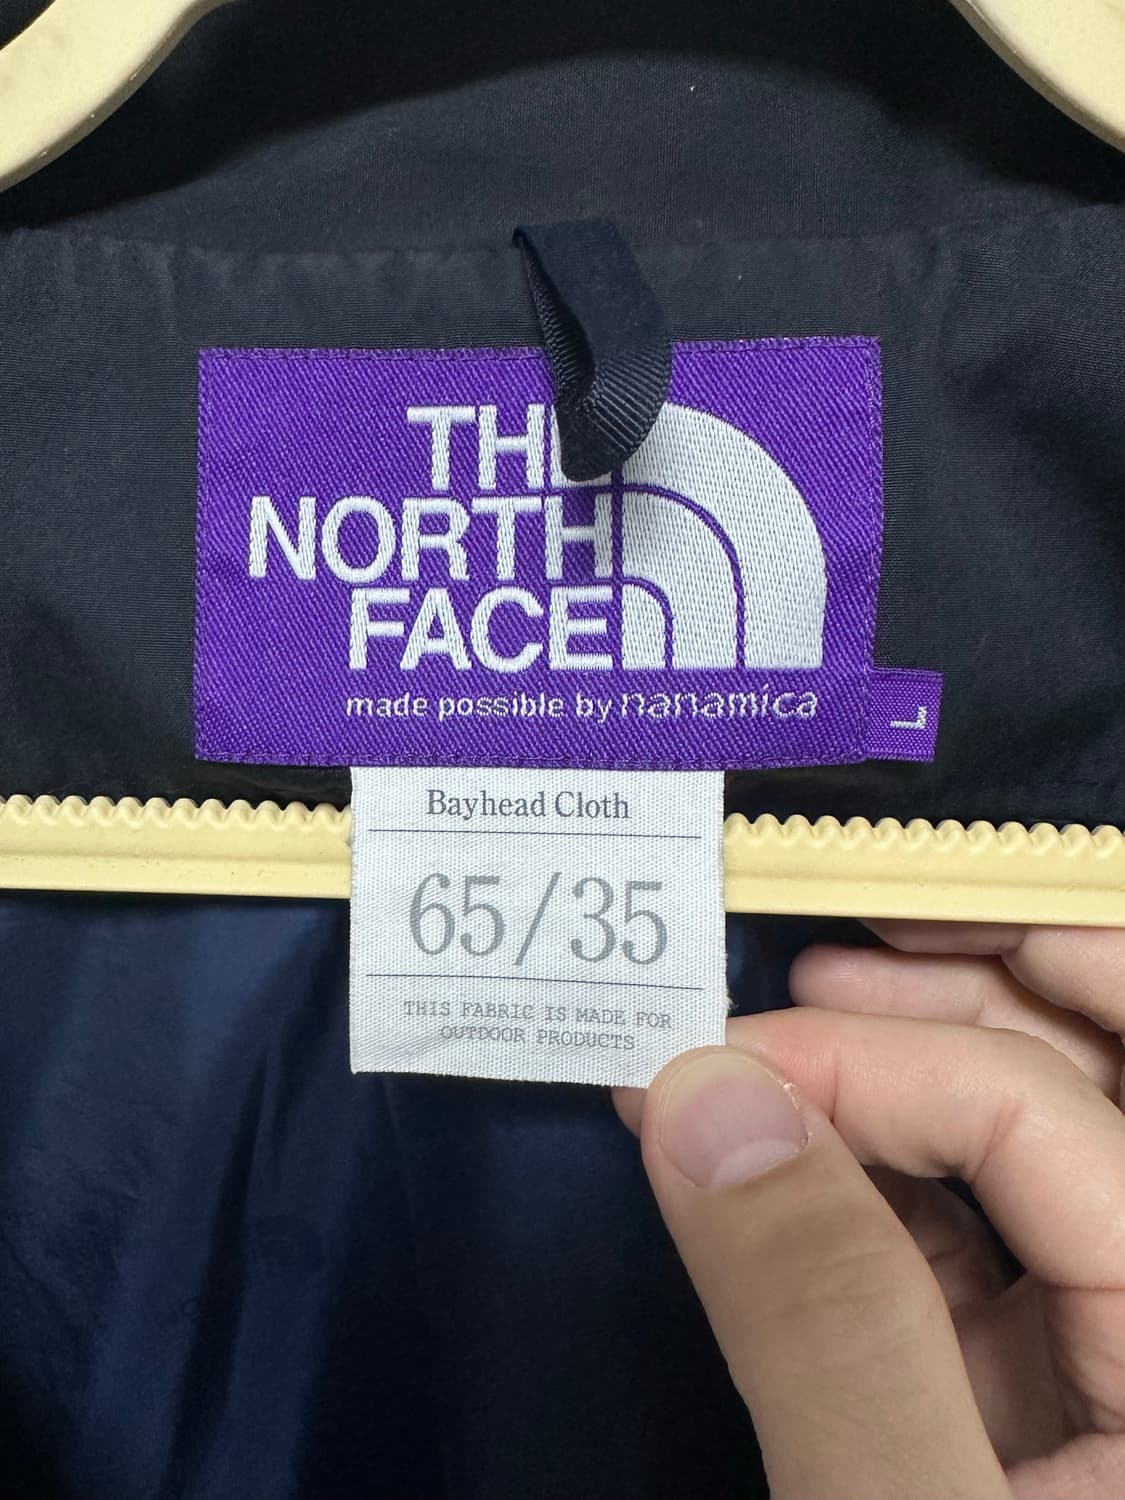 THE
NORTH
FACE
made possible by nanamica
L
Bayhead Cloth
65/35
THIS FABRIC IS MADE FOR
OUTDOOR PRODUCTS